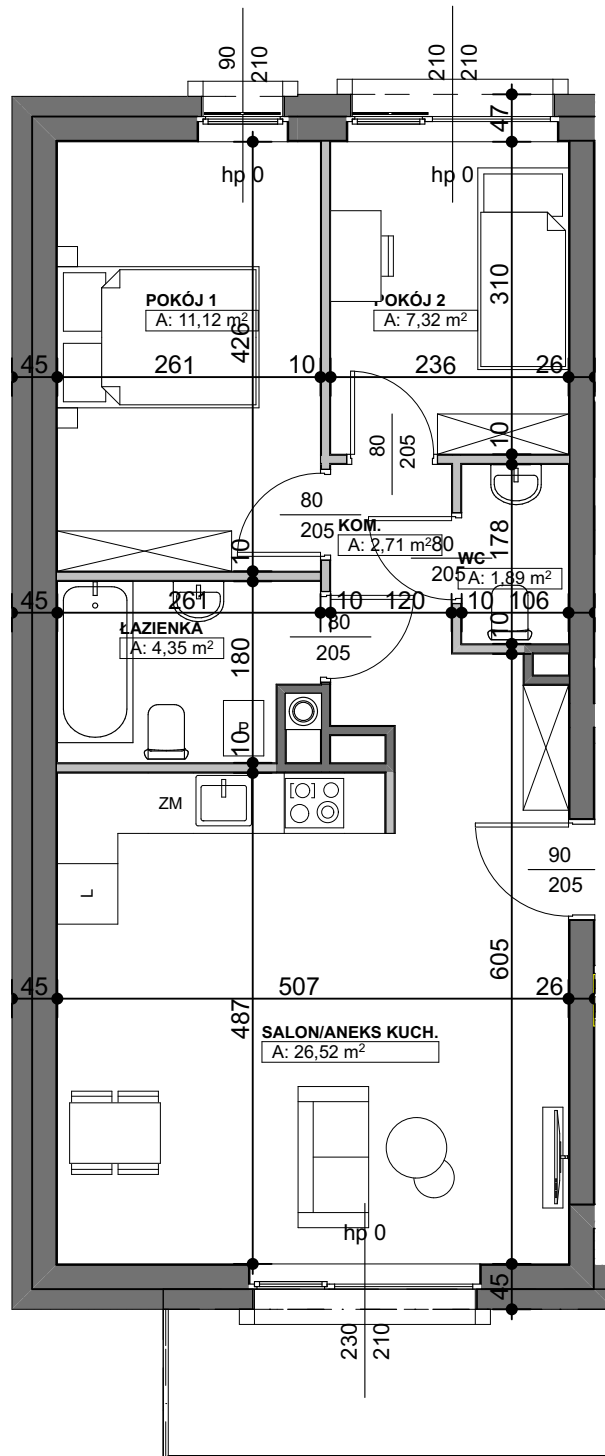 90
210
210
210
47
hp 0
hp 0
310
POKÓJ 1
A: 11,12 m²
POKÓJ 2
A: 7,32 m²
426
45
261
10
236
26
80
205
10
80
205
KOM.
A: 2,71 m²
178
10
80
205
WC
A: 1,89 m²
45
261
10
120
10
106
ŁAZIENKA
A: 4,35 m²
80
205
10
180
P
10
ZM
L
90
205
605
45
507
26
487
SALON/ANEKS KUCH.
A: 26,52 m²
hp 0
45
230
210